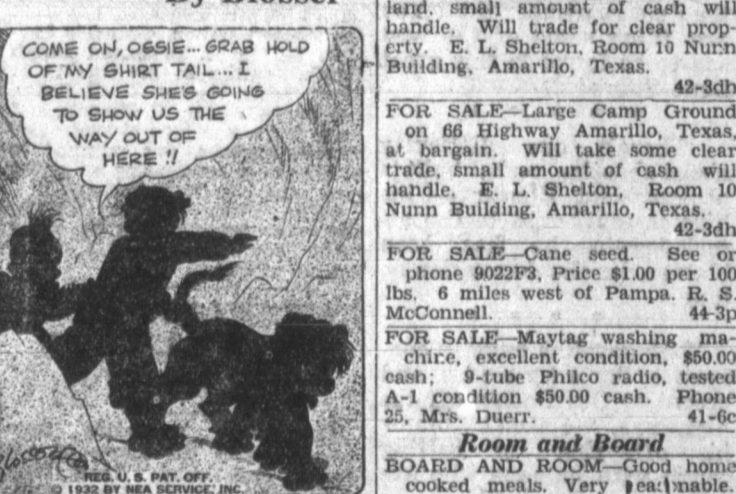 By Blosser
COME ON, OSSIE... GRAB HOLD
OF MY SHIRT TAIL... I
BELIEVE SHE'S GOING
TO SHOW US THE
WAY OUT OF
HERE !!
Blosser
REG. U. S. PAT. OFF.
© 1932 BY NEA SERVICE, INC.
land, small amount of cash will
handle. Will trade for clear prop-
erty. E. L. Shelton, Room 10 Nunn
Building, Amarillo, Texas.
42-3dh
FOR SALE—Large Camp Ground
on 66 Highway Amarillo, Texas,
at bargain. Will take some clear
trade, small amount of cash will
handle. E. L. Shelton, Room 10
Nunn Building, Amarillo, Texas.
42-3dh
FOR SALE—Cane seed. See or
phone 9022F3, Price $1.00 per 100
lbs. 6 miles west of Pampa. R. S.
McConnell. 44-3p
FOR SALE—Maytag washing ma-
chine, excellent condition, $50.00
cash; 9-tube Philco radio, tested
A-1 condition $50.00 cash. Phone
25, Mrs. Duerr. 41-6c
Room and Board
BOARD AND ROOM—Good home
cooked meals. Very reasonable.